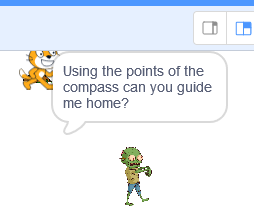 Using the points of the
compass can you guide
me home?